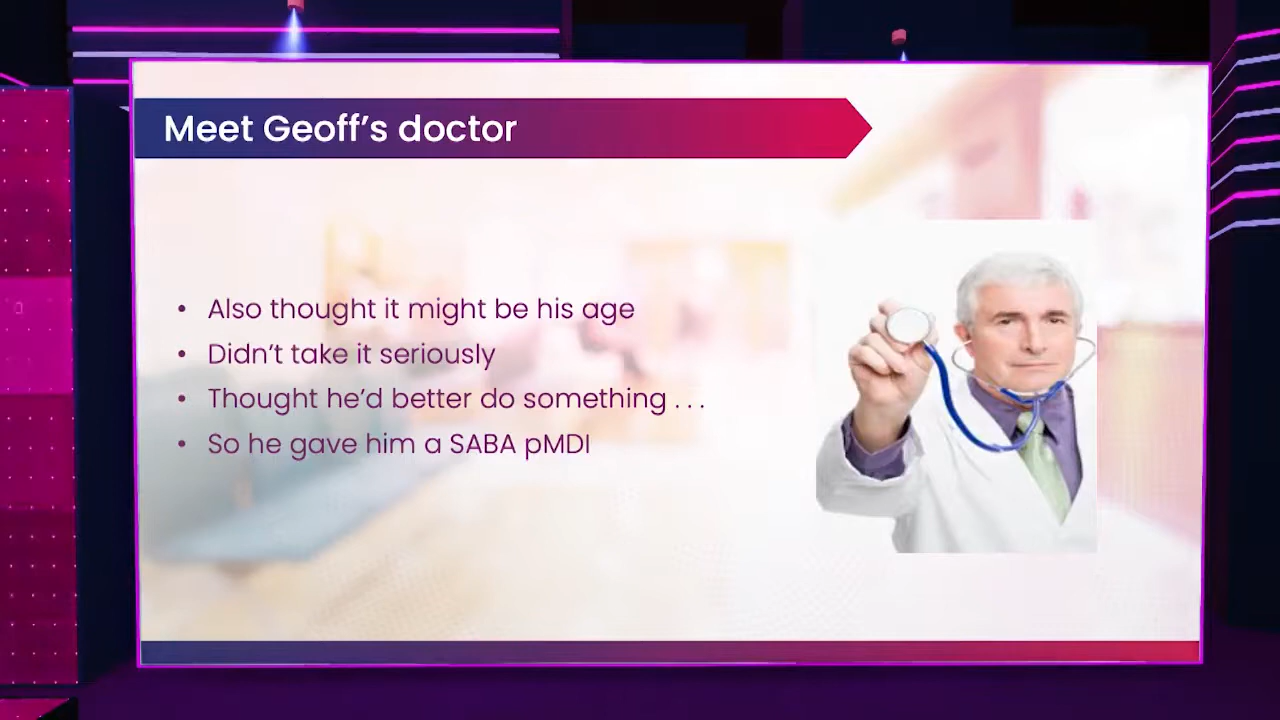 Meet Geoff's doctor
• Also thought it might be his age
• Didn't take it seriously
• Thought he'd better do something . . .
• So he gave him a SABA pMDI